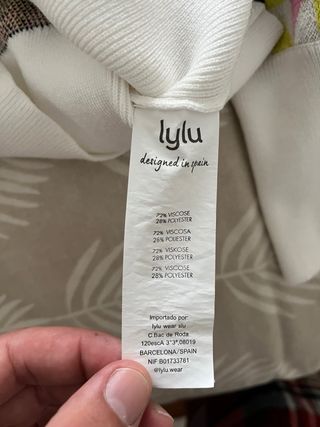 lylu
designed in spain
72% VISCOSE
28% POLYESTER
72% VISCOSA
28% POLIESTER
72% VISKOSE
28% POLYESTER
72% VISCOSE
28% POLYESTER
Importado por:
lylu wear slu
C.Bac de Roda
120escA 3°3ª,08019
BARCELONA/SPAIN
NIF:B01733781
@lylu.wear